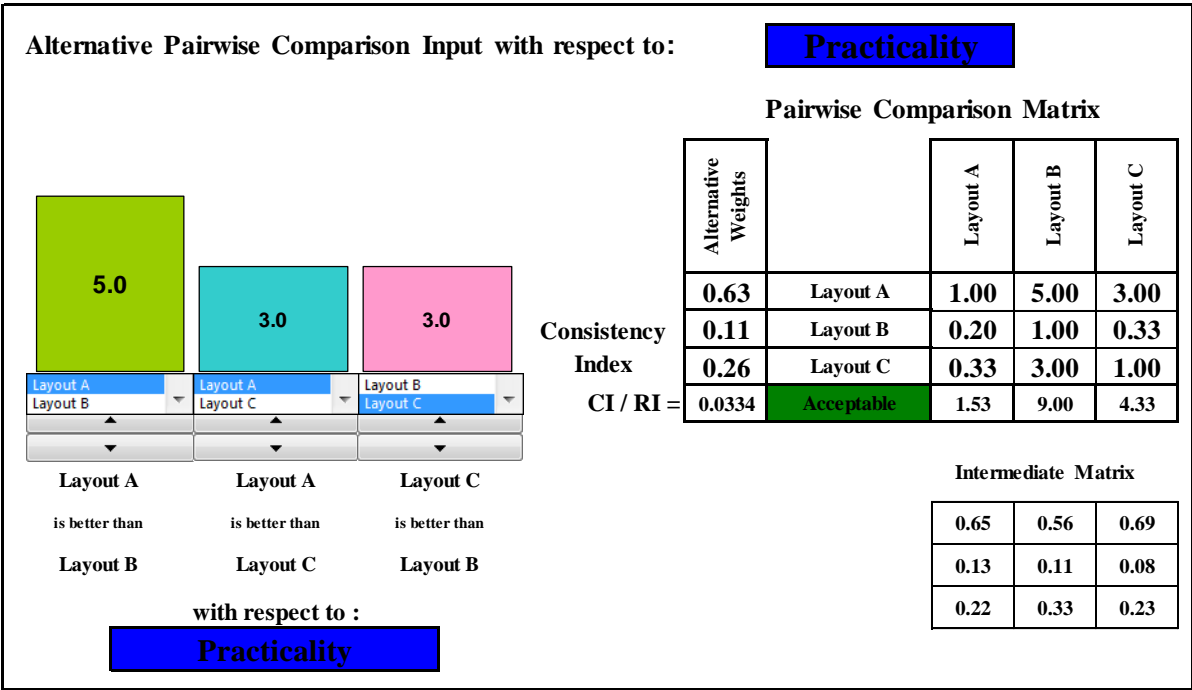 Alternative Pairwise Comparison Input with respect to: Practicality
Pairwise Comparison Matrix
Alternative Weights Layout A Layout B Layout C
0.63 Layout A 1.00 5.00 3.00
0.11 Layout B 0.20 1.00 0.33
0.26 Layout C 0.33 3.00 1.00
Consistency Index
CI / RI = 0.0334 Acceptable 1.53 9.00 4.33
5.0 3.0 3.0
Layout A Layout A Layout B
Layout B Layout C Layout C
Layout A Layout A Layout C
is better than is better than is better than
Layout B Layout C Layout B
with respect to :
Practicality
Intermediate Matrix
0.65 0.56 0.69
0.13 0.11 0.08
0.22 0.33 0.23